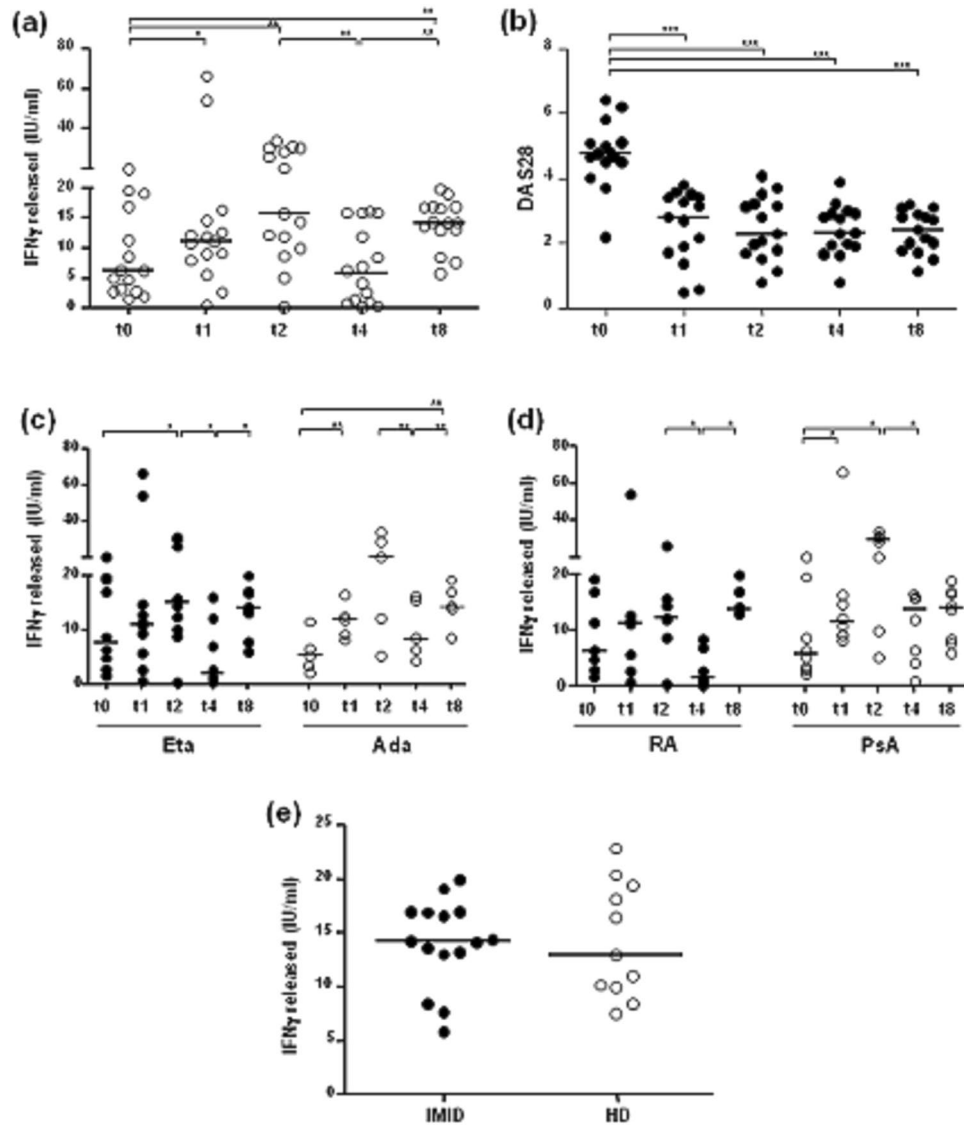 (a)
IFNγ released (IU/ml)
80
60
40
20
15
10
5
0
t0 t1 t2 t4 t8
* ** **
(b)
DAS28
8
6
4
2
0
t0 t1 t2 t4 t8
***
***
***
***
(c)
IFNγ released (IU/ml)
80
60
40
20
10
0
t0 t1 t2 t4 t8 t0 t1 t2 t4 t8
Eta Ada
* * * ** ** ** **
(d)
IFNγ released (IU/ml)
80
60
40
20
10
0
t0 t1 t2 t4 t8 t0 t1 t2 t4 t8
RA PsA
* * * * *
(e)
IFNγ released (IU/ml)
25
20
15
10
5
0
IMID HD